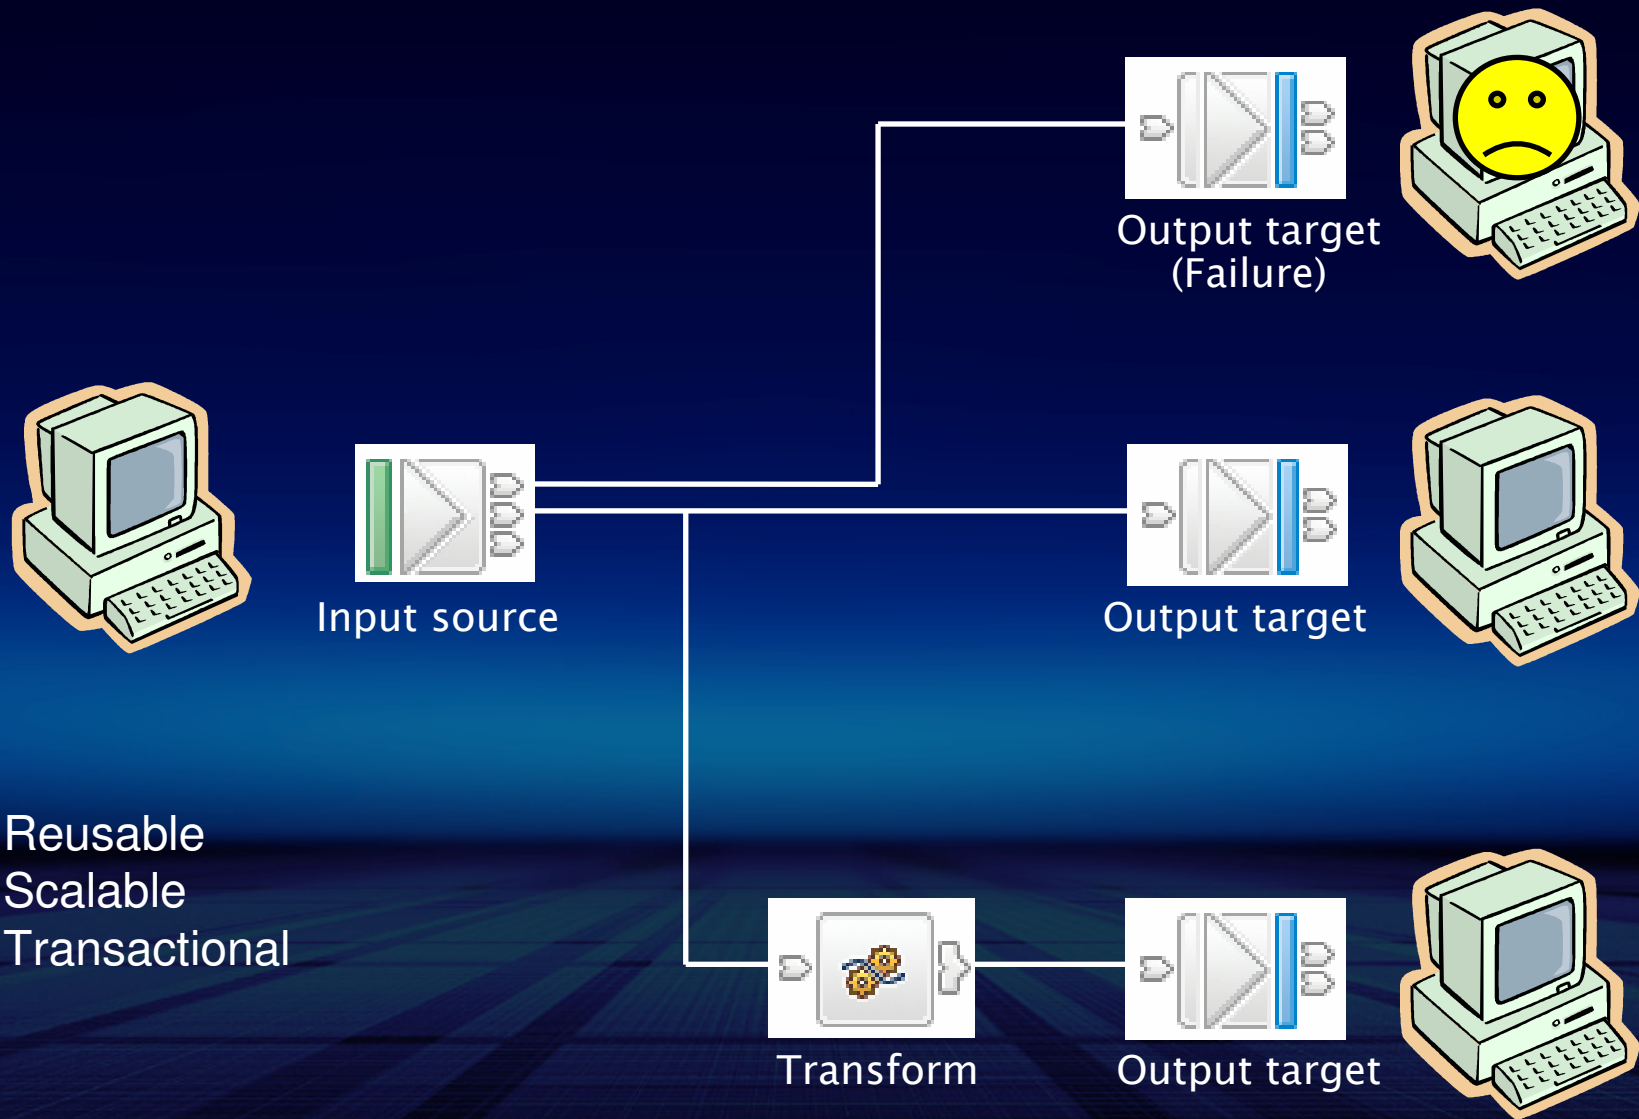 Output target
(Failure)
Input source
Output target
Reusable
Scalable
Transactional
Transform
Output target